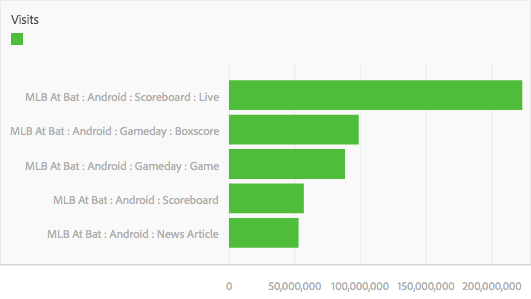 Visits
MLB At Bat : Android : Scoreboard : Live
MLB At Bat : Android : Gameday : Boxscore
MLB At Bat : Android : Gameday : Game
MLB At Bat : Android : Scoreboard
MLB At Bat : Android : News Article
0 50,000,000 100,000,000 150,000,000 200,000,000